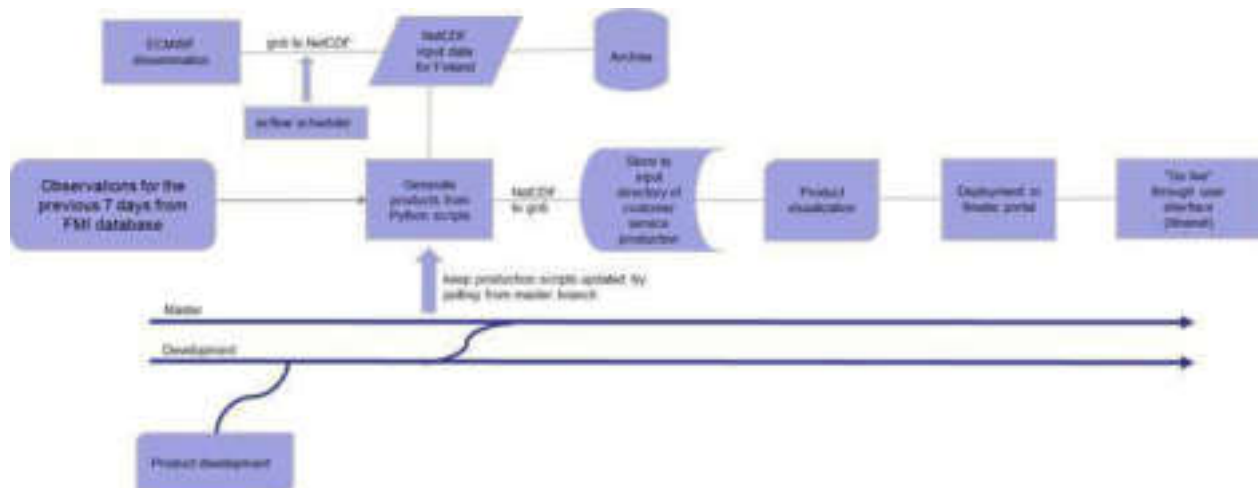 ECMWF
dissemination
grib to NetCDF
NetCDF
input data
for Finland
Archive
airflow scheduler
Observations for the
previous 7 days from
FMI database
Generate
products from
Python scripts
NetCDF
to grib
Store to
input
directory of
customer
service
production
Product
visualization
Deployment in
portal
"Go live"
through user
interface
keep production scripts updated by
pulling from master branch
Master
Development
Product development